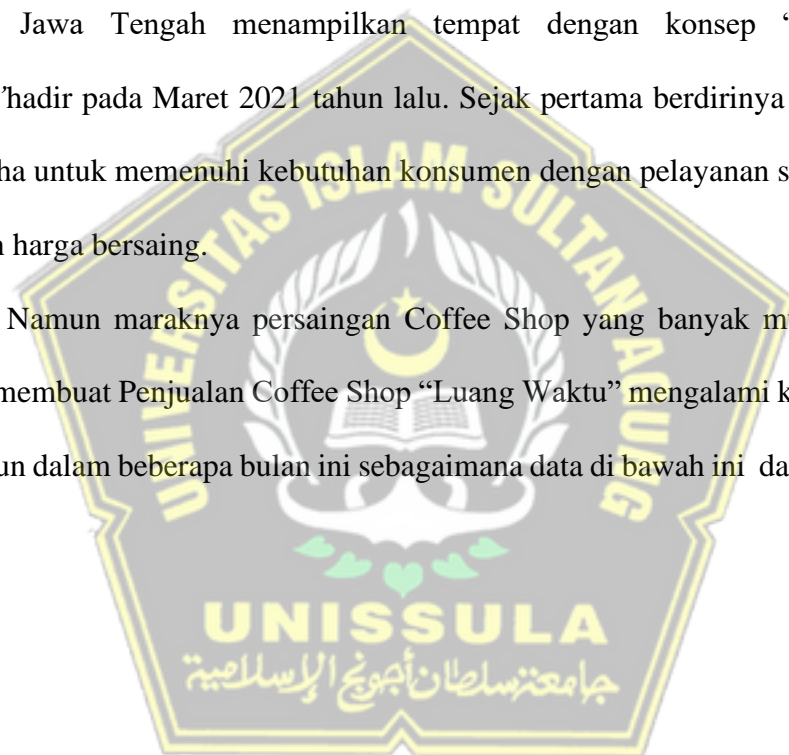 Jawa Tengah menampilkan tempat dengan konsep “
”hadir pada Maret 2021 tahun lalu. Sejak pertama berdirinya
ha untuk memenuhi kebutuhan konsumen dengan pelayanan s
n harga bersaing.
Namun maraknya persaingan Coffee Shop yang banyak m
membuat Penjualan Coffee Shop “Luang Waktu” mengalami k
un dalam beberapa bulan ini sebagaimana data di bawah ini da
UNIVERSITAS ISLAM SULTAN AGUNG
UNISSULA
جامعة سلطان أجونج الإسلامية